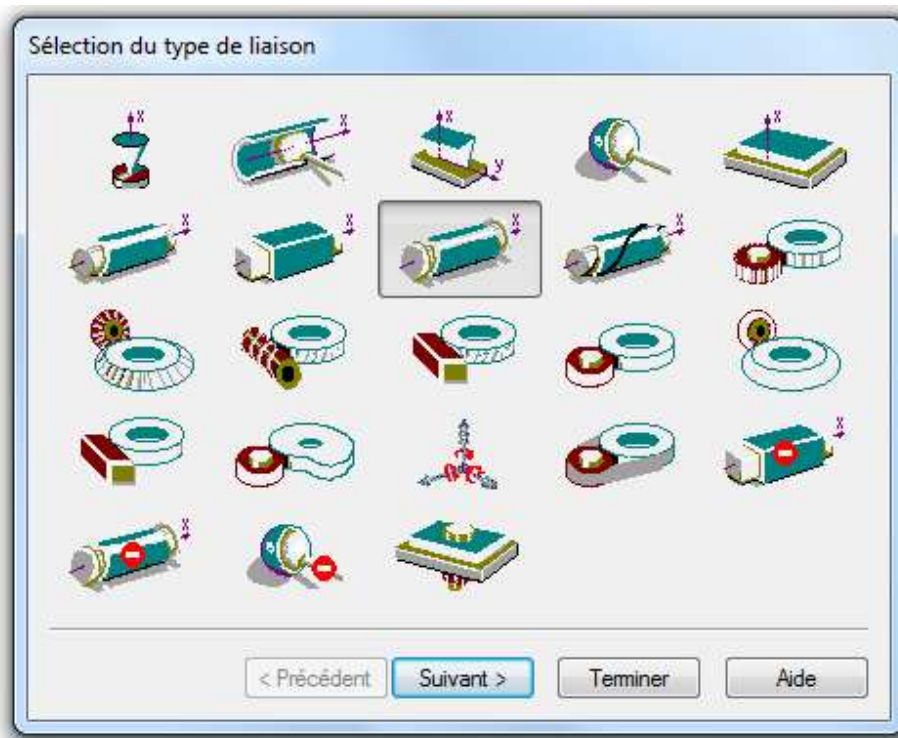 Sélection du type de liaison
x x x x
y
x x x x
x
x
< Précédent Suivant > Terminer Aide